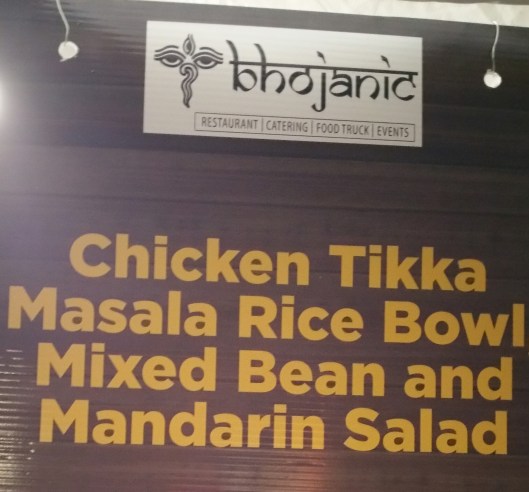 bhojanic
RESTAURANT | CATERING | FOOD TRUCK | EVENTS
Chicken Tikka
Masala Rice Bowl
Mixed Bean and
Mandarin Salad